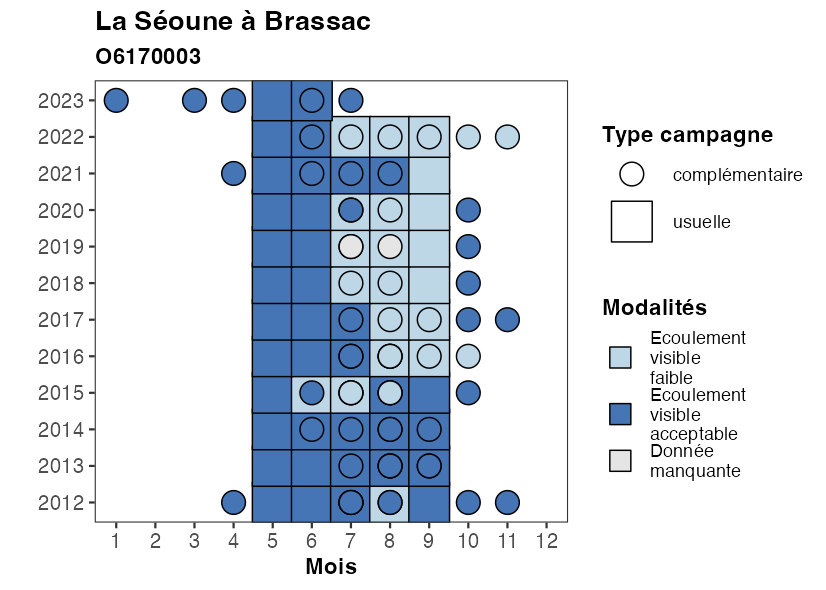 La Séoune à Brassac
O6170003
2023
2022
2021
2020
2019
2018
2017
2016
2015
2014
2013
2012
1 2 3 4 5 6 7 8 9 10 11 12
Mois
Type campagne
complémentaire
usuelle
Modalités
Ecoulement
visible
faible
Ecoulement
visible
acceptable
Donnée
manquante